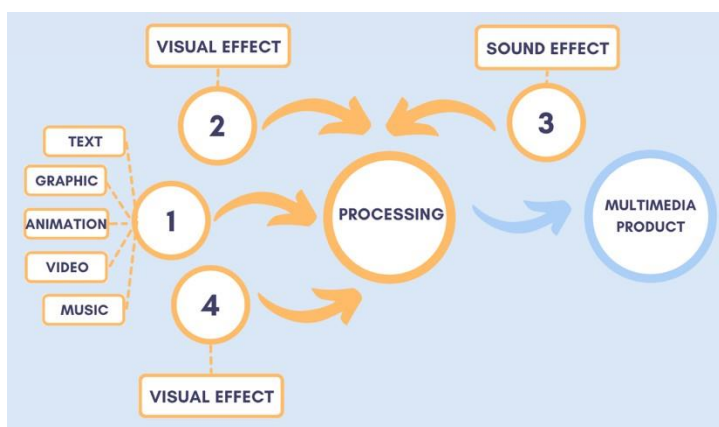 VISUAL EFFECT
SOUND EFFECT
2
3
TEXT
GRAPHIC
ANIMATION
VIDEO
MUSIC
1
PROCESSING
MULTIMEDIA
PRODUCT
4
VISUAL EFFECT